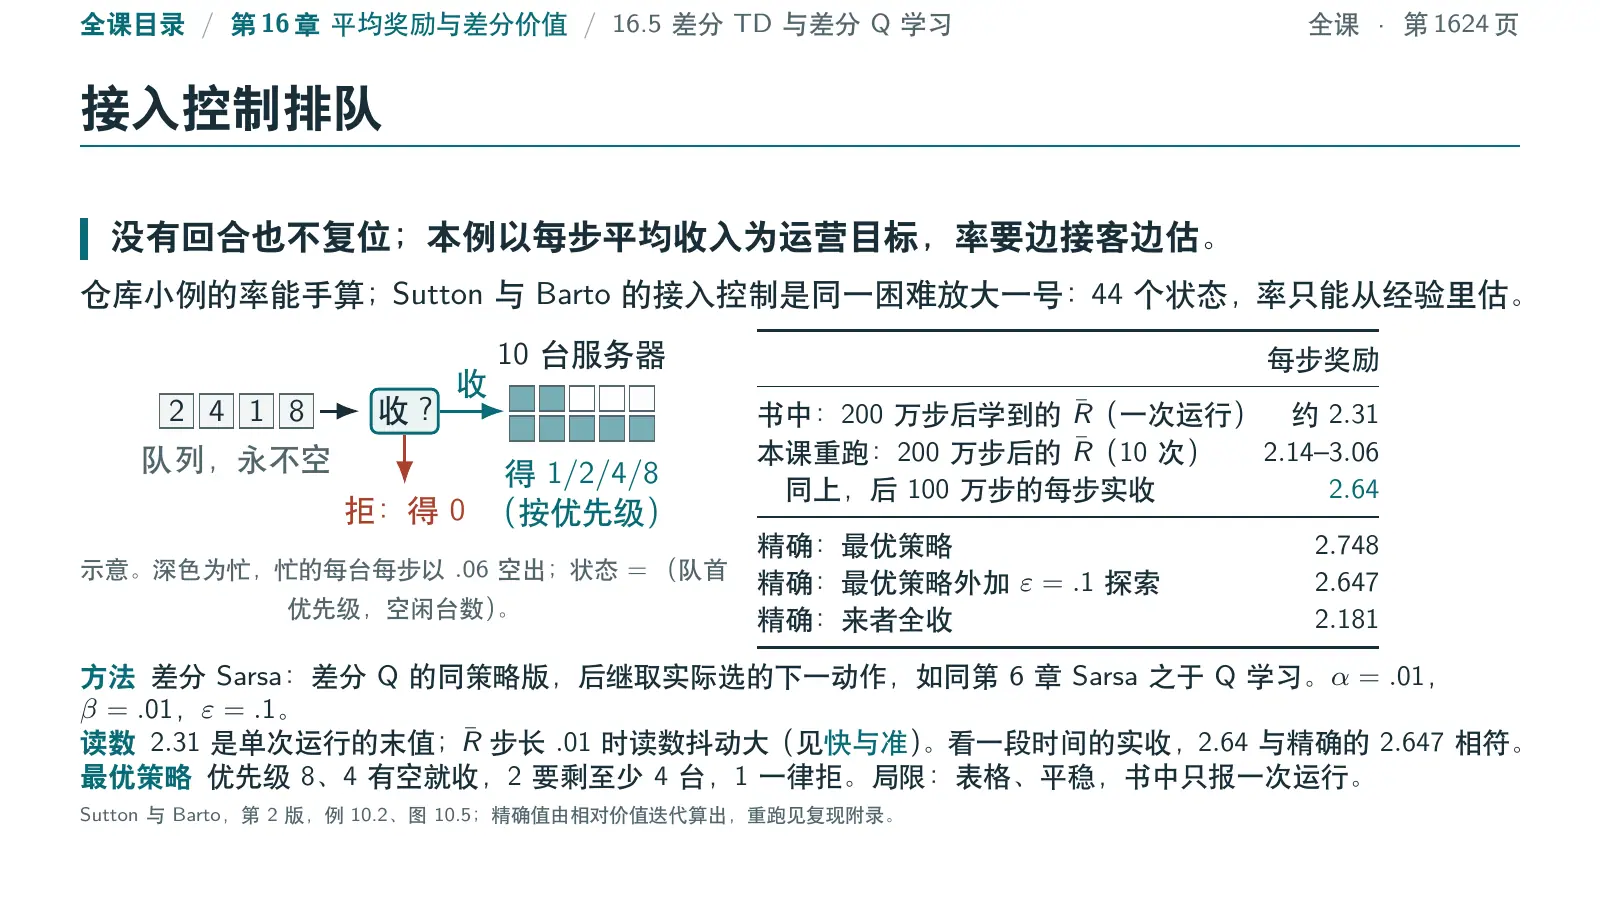 全课目录 / 第 16 章 平均奖励与差分价值 / 16.5 差分 TD 与差分 Q 学习
全课 · 第 1624 页
接入控制排队
没有回合也不复位；本例以每步平均收入为运营目标，率要边接客边估。
仓库小例的率能手算；Sutton 与 Barto 的接入控制是同一困难放大一号：44 个状态，率只能从经验里估。
10 台服务器
2 4 1 8
收？
收
队列，永不空
拒：得 0
得 1/2/4/8
（按优先级）
示意。深色为忙，忙的每台每步以 .06 空出；状态 = （队首
优先级，空闲台数）。
每步奖励
书中：200 万步后学到的 R̄（一次运行） 约 2.31
本课重跑：200 万步后的 R̄（10 次） 2.14–3.06
同上，后 100 万步的每步实收 2.64
精确：最优策略 2.748
精确：最优策略外加 ε = .1 探索 2.647
精确：来者全收 2.181
方法 差分 Sarsa：差分 Q 的同策略版，后继取实际选的下一动作，如同第 6 章 Sarsa 之于 Q 学习。α = .01，
β = .01，ε = .1。
读数 2.31 是单次运行的末值；R̄ 步长 .01 时读数抖动大（见快与准）。看一段时间的实收，2.64 与精确的 2.647 相符。
最优策略 优先级 8、4 有空就收，2 要剩至少 4 台，1 一律拒。局限：表格、平稳，书中只报一次运行。
Sutton 与 Barto，第 2 版，例 10.2、图 10.5；精确值由相对价值迭代算出，重跑见复现附录。